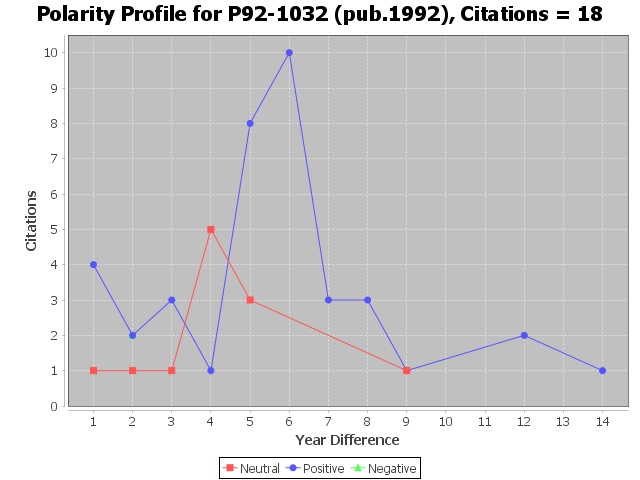 Polarity Profile for P92-1032 (pub.1992), Citations = 18
10
9
8
7
6
5
4
3
2
1
0
Citations
1 2 3 4 5 6 7 8 9 10 11 12 13 14
Year Difference
Neutral Positive Negative